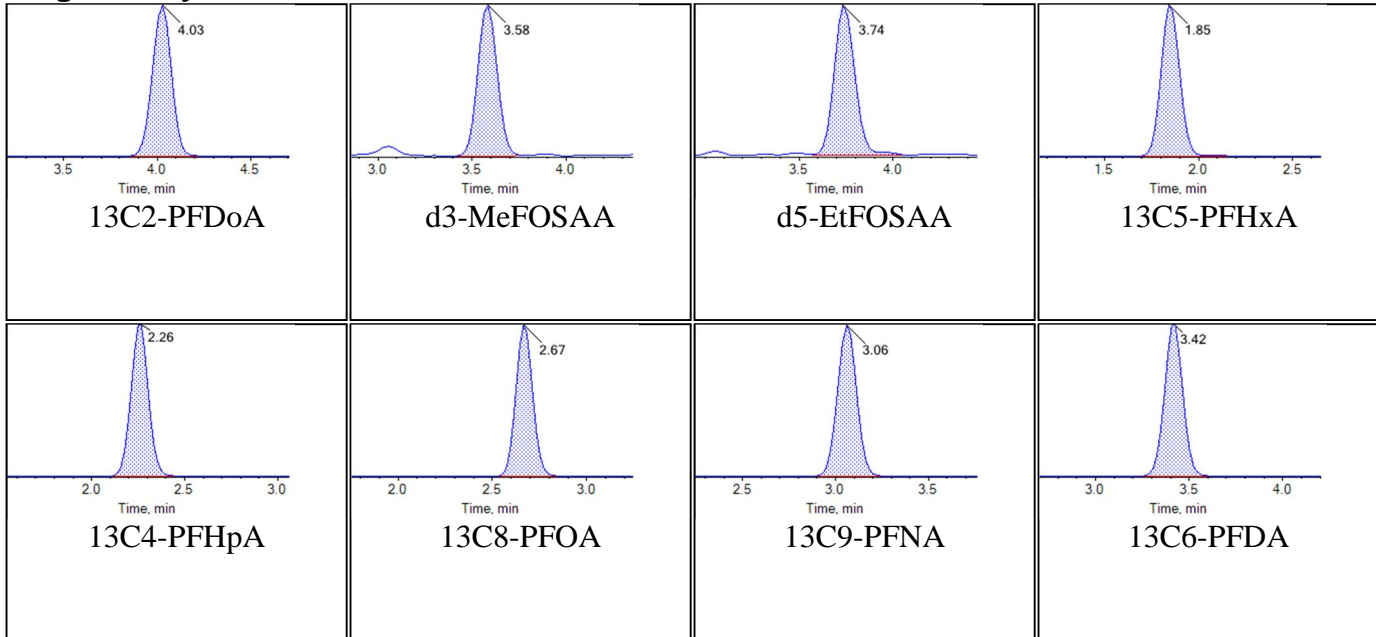 4.03
3.5 4.0 4.5
Time, min
13C2-PFDoA
3.58
3.0 3.5 4.0
Time, min
d3-MeFOSAA
3.74
3.5 4.0
Time, min
d5-EtFOSAA
1.85
1.5 2.0 2.5
Time, min
13C5-PFHxA
2.26
2.0 2.5 3.0
Time, min
13C4-PFHpA
2.67
2.0 2.5 3.0
Time, min
13C8-PFOA
3.06
2.5 3.0 3.5
Time, min
13C9-PFNA
3.42
3.0 3.5 4.0
Time, min
13C6-PFDA